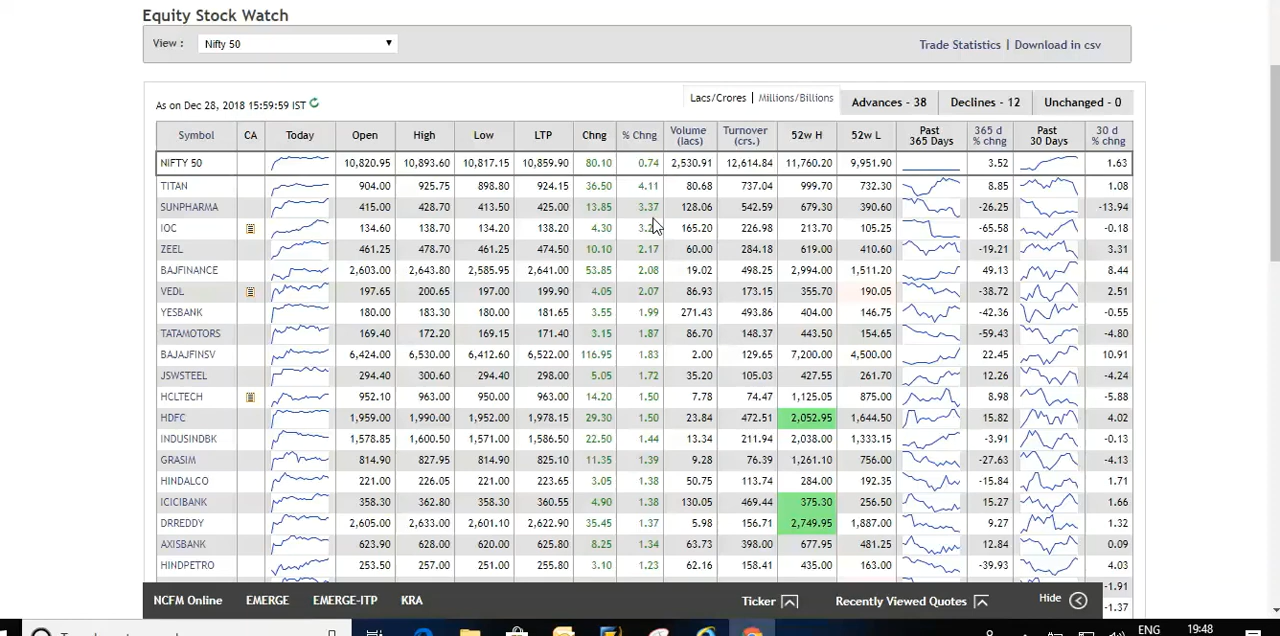 Equity Stock Watch
View : Nifty 50 Trade Statistics | Download in csv
As on Dec 28, 2018 15:59:59 IST Lacs/Crores | Millions/Billions Advances - 38 Declines - 12 Unchanged - 0
Symbol CA Today Open High Low LTP Chng % Chng Volume (lacs) Turnover (crs.) 52w H 52w L Past 365 Days 365 d % chng Past 30 Days 30 d % chng
NIFTY 50 10,820.95 10,893.60 10,817.15 10,859.90 80.10 0.74 2,530.91 12,614.84 11,760.20 9,951.90 3.52 1.63
TITAN 904.00 925.75 898.80 924.15 36.50 4.11 80.68 737.04 999.70 732.30 8.85 1.08
SUNPHARMA 415.00 428.70 413.50 425.00 13.85 3.37 128.06 542.59 679.30 390.60 -26.25 -13.94
IOC 134.60 138.70 134.40 138.20 4.30 165.20 226.98 213.70 105.25 -65.58 -0.18
ZEEL 461.25 478.70 461.25 474.50 10.10 2.17 60.00 284.18 619.00 410.60 -19.21 3.31
BAJFINANCE 2,603.00 2,643.80 2,585.95 2,641.00 53.85 2.08 19.02 498.25 2,994.00 1,511.20 49.13 8.44
VEDL 197.65 200.65 197.00 199.90 4.05 2.07 86.93 173.15 355.70 190.05 -38.72 2.51
YESBANK 180.00 183.30 180.00 181.65 3.55 1.99 271.43 493.86 404.00 146.75 -42.36 -0.55
TATAMOTORS 169.40 172.20 169.15 171.40 3.15 1.87 86.70 148.37 443.50 154.65 -59.43 -4.80
BAJAJFINSV 6,424.00 6,530.00 6,412.60 6,522.00 116.95 1.83 2.00 129.65 7,200.00 4,500.00 22.45 10.91
JSWSTEEL 294.40 300.60 294.40 298.00 5.05 1.72 35.20 105.03 427.55 261.70 12.26 -4.24
HCLTECH 952.10 963.00 950.00 963.00 14.20 1.50 7.78 74.47 1,125.05 875.00 8.98 -5.88
HDFC 1,959.00 1,990.00 1,952.00 1,978.15 29.30 1.50 23.84 472.51 2,052.95 1,644.50 15.82 4.02
INDUSINDBK 1,578.85 1,600.50 1,571.00 1,586.50 22.50 1.44 13.34 211.94 2,038.00 1,333.15 -3.91 -0.13
GRASIM 814.90 827.95 814.90 825.10 11.35 1.39 9.28 76.39 1,261.10 756.00 -27.63 -4.13
HINDALCO 221.00 226.05 221.00 223.65 3.05 1.38 50.75 113.74 284.00 192.35 -15.84 1.71
ICICIBANK 358.30 362.80 358.30 360.55 4.90 1.38 130.05 469.44 375.30 256.50 15.27 1.66
DRREDDY 2,605.00 2,633.00 2,601.10 2,622.90 35.45 1.37 5.98 156.71 2,749.95 1,887.00 9.27 1.32
AXISBANK 623.90 628.00 620.00 625.80 8.25 1.34 63.73 398.00 677.95 481.25 12.84 0.09
HINDPETRO 253.50 257.00 251.00 255.80 3.10 1.23 62.16 158.41 435.00 163.00 -39.93 4.03
-1.91
NCFM Online EMERGE EMERGE-ITP KRA Ticker Recently Viewed Quotes Hide
-1.37
ENG 19:48